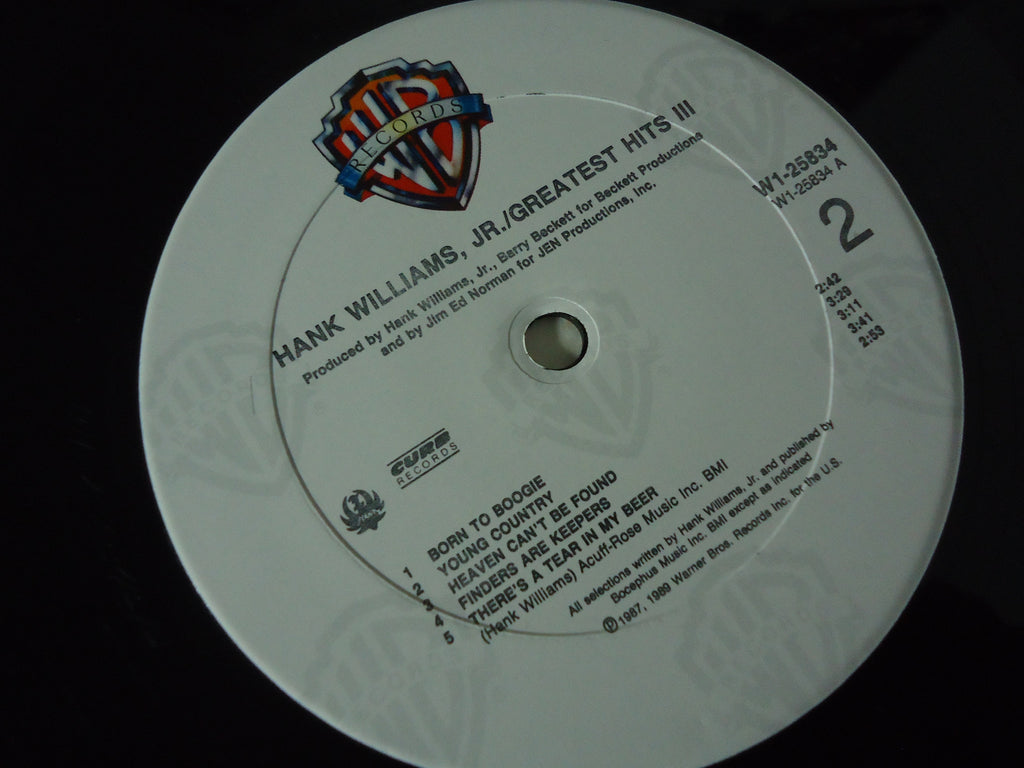 RECORDS
HANK WILLIAMS, JR./GREATEST HITS III
Produced by Hank Williams, Jr., Barry Beckett for Beckett Productions
and by Jim Ed Norman for JEN Productions, Inc.
W1-25834
W1-25834 A
2
CURB
RECORDS
1 BORN TO BOOGIE 2:42
2 YOUNG COUNTRY 3:29
3 HEAVEN CAN'T BE FOUND 3:11
4 FINDERS ARE KEEPERS 3:41
5 THERE'S A TEAR IN MY BEER 2:53
(Hank Williams) Acuff-Rose Music Inc. BMI
All selections written by Hank Williams, Jr. and published by
Bocephus Music Inc. BMI except as indicated
℗ 1987, 1989 Warner Bros. Records Inc. for the U.S.